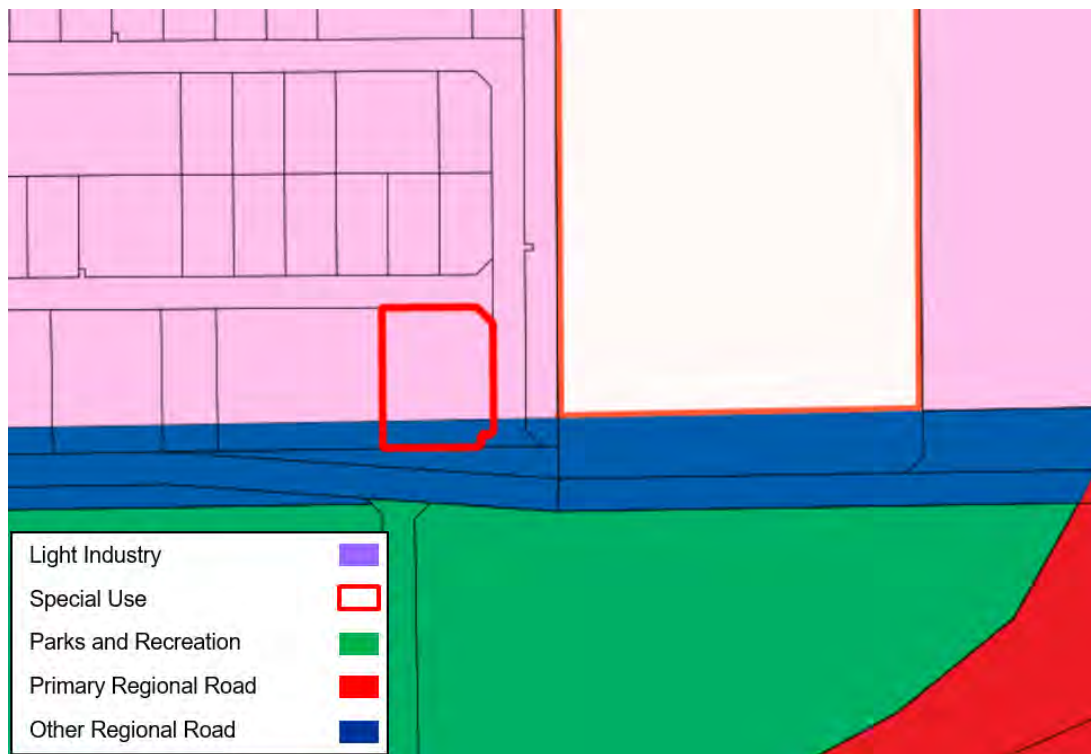 Light Industry
Special Use
Parks and Recreation
Primary Regional Road
Other Regional Road